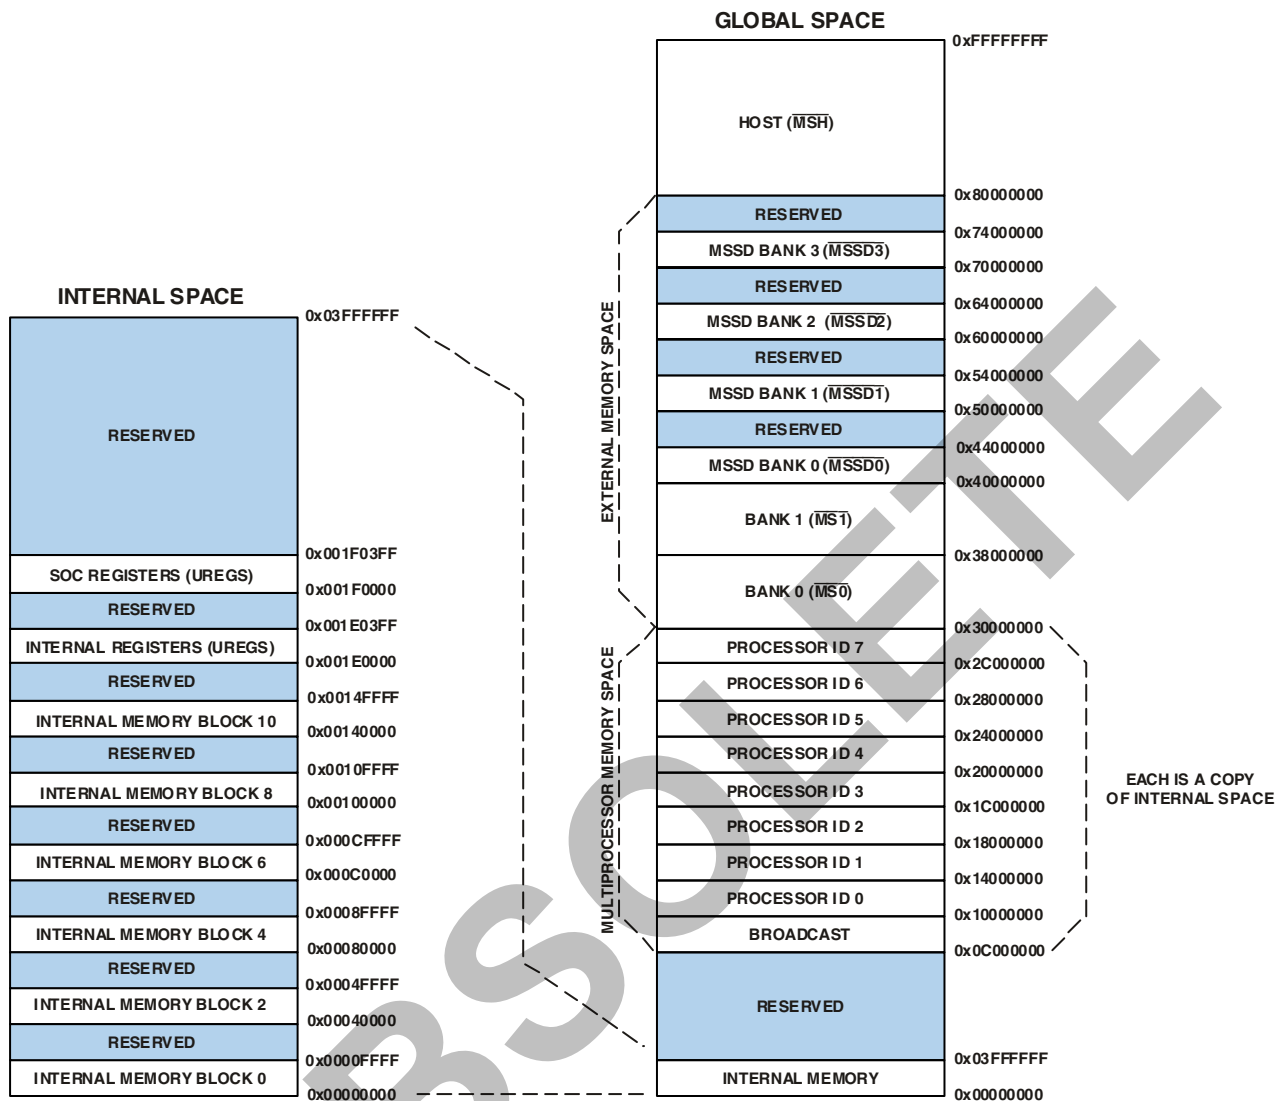 GLOBAL SPACE
0xFFFFFFFF
HOST (MSH)
0x80000000
RESERVED
0x74000000
MSSD BANK 3 (MSSD3)
0x70000000
RESERVED
0x64000000
MSSD BANK 2 (MSSD2)
0x60000000
RESERVED
0x54000000
MSSD BANK 1 (MSSD1)
0x50000000
RESERVED
0x44000000
MSSD BANK 0 (MSSD0)
0x40000000
BANK 1 (MS1)
0x38000000
BANK 0 (MS0)
0x30000000
PROCESSOR ID 7
0x2C000000
PROCESSOR ID 6
0x28000000
PROCESSOR ID 5
0x24000000
PROCESSOR ID 4
0x20000000
PROCESSOR ID 3
0x1C000000
PROCESSOR ID 2
0x18000000
PROCESSOR ID 1
0x14000000
PROCESSOR ID 0
0x10000000
BROADCAST
0x0C000000
RESERVED
0x03FFFFFF
INTERNAL MEMORY
0x00000000
EXTERNAL MEMORY SPACE
MULTIPROCESSOR MEMORY SPACE
EACH IS A COPY
OF INTERNAL SPACE
INTERNAL SPACE
0x03FFFFFF
RESERVED
0x001F03FF
SOC REGISTERS (UREGS)
0x001F0000
RESERVED
0x001E03FF
INTERNAL REGISTERS (UREGS)
0x001E0000
RESERVED
0x0014FFFF
INTERNAL MEMORY BLOCK 10
0x00140000
RESERVED
0x0010FFFF
INTERNAL MEMORY BLOCK 8
0x00100000
RESERVED
0x000CFFFF
INTERNAL MEMORY BLOCK 6
0x000C0000
RESERVED
0x0008FFFF
INTERNAL MEMORY BLOCK 4
0x00080000
RESERVED
0x0004FFFF
INTERNAL MEMORY BLOCK 2
0x00040000
RESERVED
0x0000FFFF
INTERNAL MEMORY BLOCK 0
0x00000000
BSOLETE